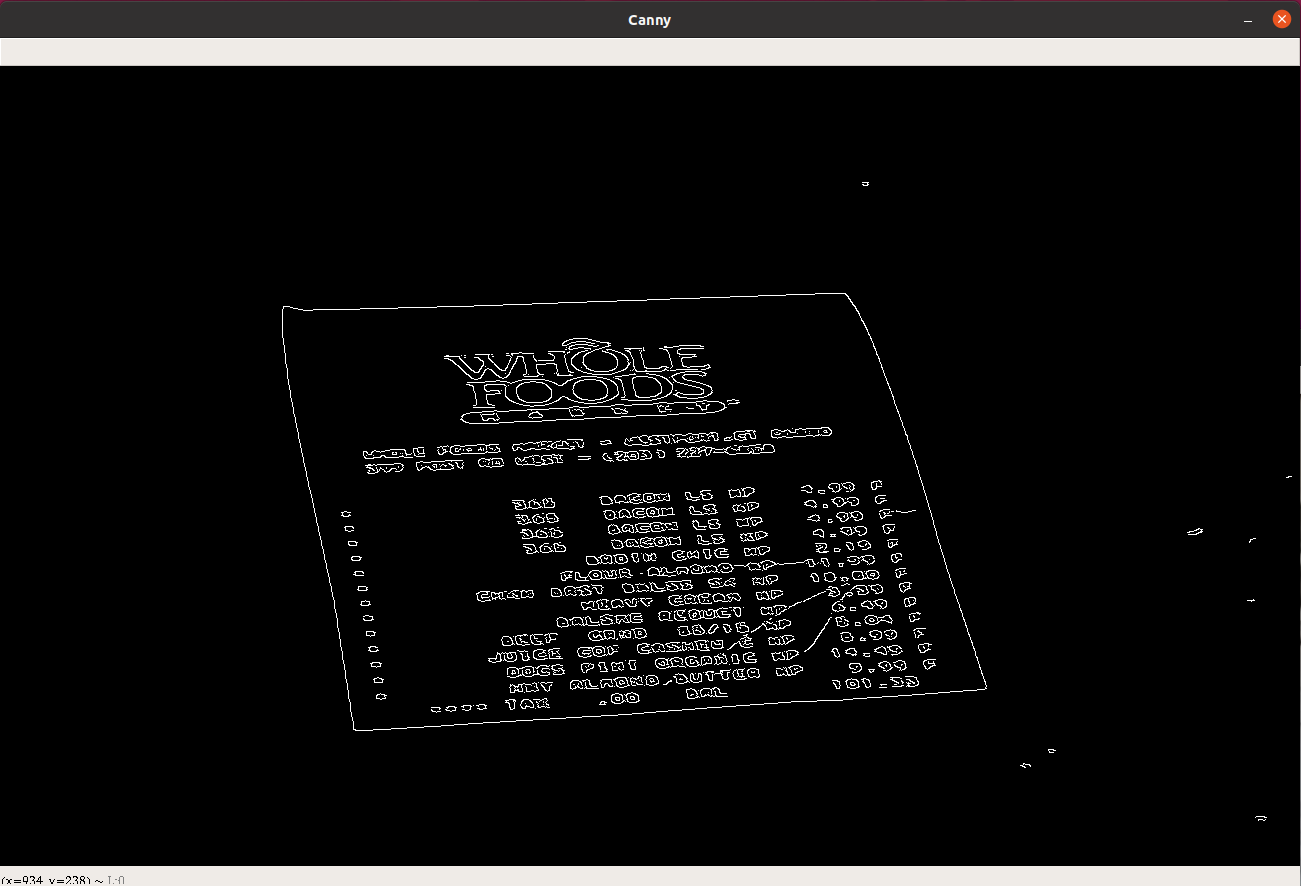 Canny
WHOLE
FOODS
MARKET
WHOLE FOODS MARKET - WESTPORT,CT
399 POST RD WEST - (203) 227-
365 BACON LS NP 4.99 F
365 BACON LS NP 4.99 F
365 BACON LS NP 4.99 F
365 BACON LS NP 4.99 F
BROTH CHIC NP 2.19 F
FLOUR ALMOND NP 11.99 F
CHKN BRST BNLSS SK NP F
HEAVY CREAM NP 3.39 F
BALSMC REDUCT NP 6.49 F
BEEF GRND 85/15 NP 5.04 F
JUICE COF CASHEW C NP 8.99 F
DOCS PINT ORGANIC NP 14.49 F
HNY ALMOND BUTTER NP 9.99 F
**** TAX .00 BAL 101.33
(x=934, y=238) ~ L:0